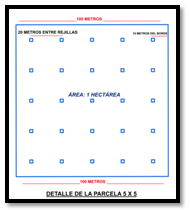 100 METROS
20 METROS ENTRE REJILLAS
10 METROS DEL BORDE
ÁREA: 1 HECTÁREA
100 METROS
DETALLE DE LA PARCELA 5 X 5